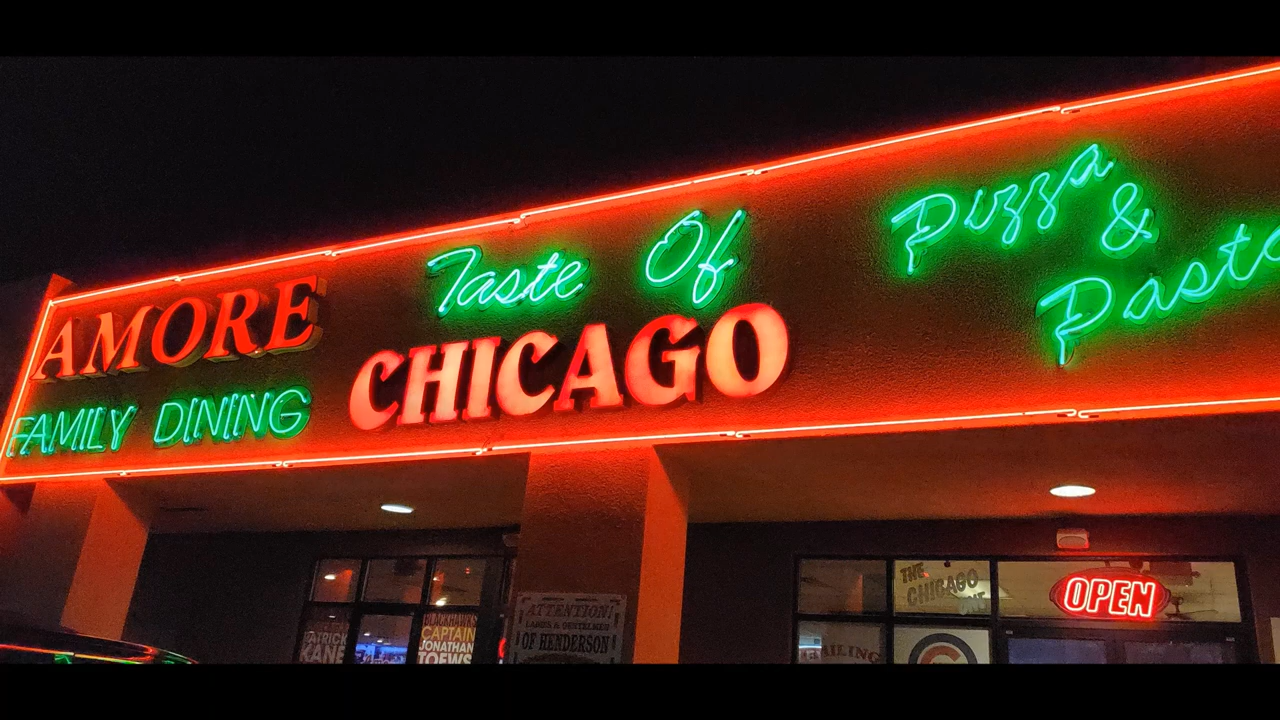 AMORE
FAMILY DINING
Taste Of
CHICAGO
Pizza
&
Pasta
THE
CHICAGO
OPEN
BLACKHAWKS
CAPTAIN
JONATHAN
TOEWS
PATRICK
KANE
ATTENTION!
OF HENDERSON